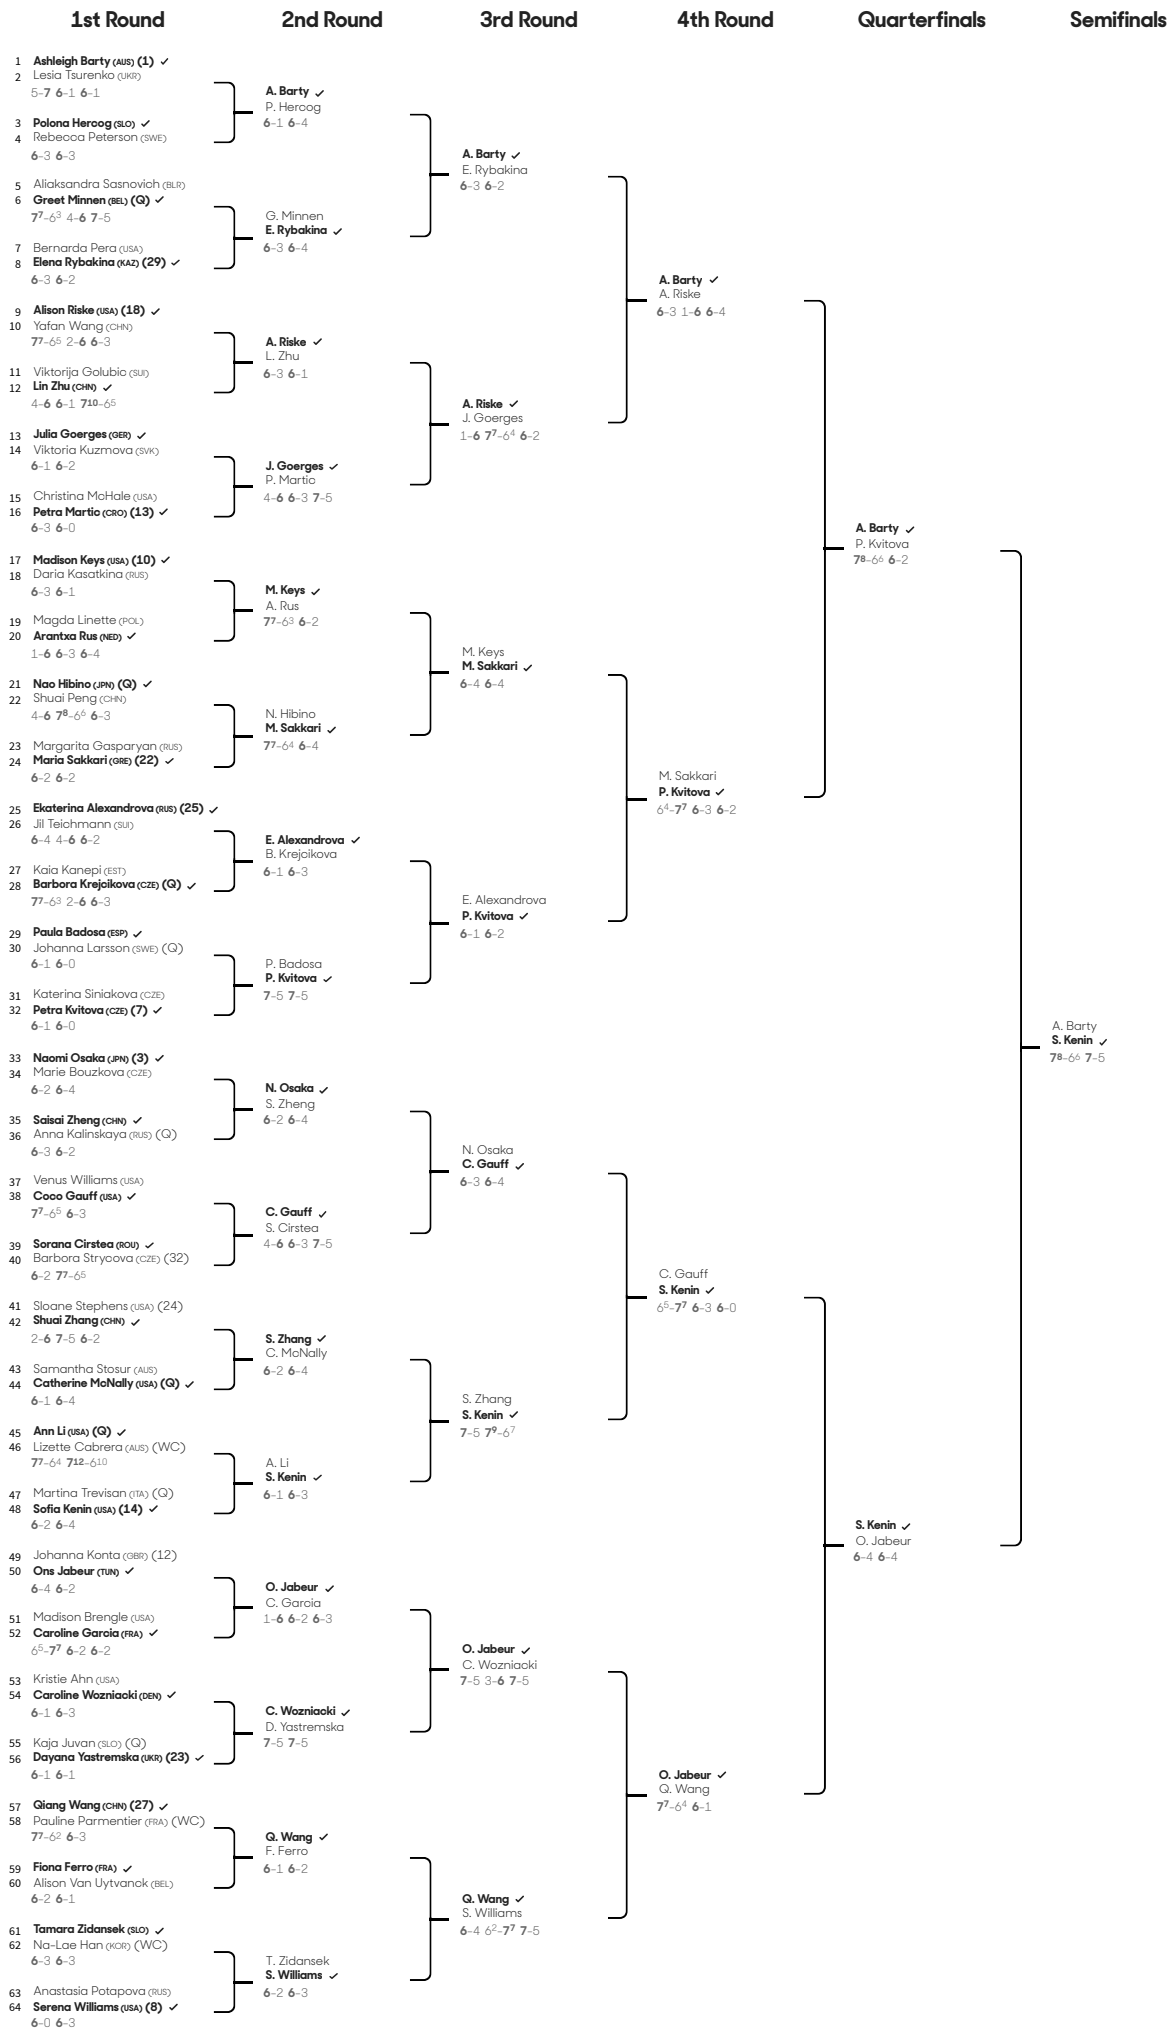 1st Round 2nd Round 3rd Round 4th Round Quarterfinals Semifinals
1 Ashleigh Barty (AUS) (1)
2 Lesia Tsurenko (UKR)
5–7 6–1 6–1
3 Polona Hercog (SLO)
4 Rebecca Peterson (SWE)
6–3 6–3
5 Aliaksandra Sasnovich (BLR)
6 Greet Minnen (BEL) (Q)
7⁷–6³ 4–6 7–5
7 Bernarda Pera (USA)
8 Elena Rybakina (KAZ) (29)
6–3 6–2
9 Alison Riske (USA) (18)
10 Yafan Wang (CHN)
7⁷–6⁵ 2–6 6–3
11 Viktorija Golubic (SUI)
12 Lin Zhu (CHN)
4–6 6–1 7¹⁰–6⁵
13 Julia Goerges (GER)
14 Viktoria Kuzmova (SVK)
6–1 6–2
15 Christina McHale (USA)
16 Petra Martic (CRO) (13)
6–3 6–0
17 Madison Keys (USA) (10)
18 Daria Kasatkina (RUS)
6–3 6–1
19 Magda Linette (POL)
20 Arantxa Rus (NED)
1–6 6–3 6–4
21 Nao Hibino (JPN) (Q)
22 Shuai Peng (CHN)
4–6 7⁸–6⁶ 6–3
23 Margarita Gasparyan (RUS)
24 Maria Sakkari (GRE) (22)
6–2 6–2
25 Ekaterina Alexandrova (RUS) (25)
26 Jil Teichmann (SUI)
6–4 4–6 6–2
27 Kaia Kanepi (EST)
28 Barbora Krejcikova (CZE) (Q)
7⁷–6³ 2–6 6–3
29 Paula Badosa (ESP)
30 Johanna Larsson (SWE) (Q)
6–1 6–0
31 Katerina Siniakova (CZE)
32 Petra Kvitova (CZE) (7)
6–1 6–0
33 Naomi Osaka (JPN) (3)
34 Marie Bouzkova (CZE)
6–2 6–4
35 Saisai Zheng (CHN)
36 Anna Kalinskaya (RUS) (Q)
6–3 6–2
37 Venus Williams (USA)
38 Coco Gauff (USA)
7⁷–6⁵ 6–3
39 Sorana Cirstea (ROU)
40 Barbora Strycova (CZE) (32)
6–2 7⁷–6⁵
41 Sloane Stephens (USA) (24)
42 Shuai Zhang (CHN)
2–6 7–5 6–2
43 Samantha Stosur (AUS)
44 Catherine McNally (USA) (Q)
6–1 6–4
45 Ann Li (USA) (Q)
46 Lizette Cabrera (AUS) (WC)
7⁷–6⁴ 7¹²–6¹⁰
47 Martina Trevisan (ITA) (Q)
48 Sofia Kenin (USA) (14)
6–2 6–4
49 Johanna Konta (GBR) (12)
50 Ons Jabeur (TUN)
6–4 6–2
51 Madison Brengle (USA)
52 Caroline Garcia (FRA)
6⁵–7⁷ 6–2 6–2
53 Kristie Ahn (USA)
54 Caroline Wozniacki (DEN)
6–1 6–3
55 Kaja Juvan (SLO) (Q)
56 Dayana Yastremska (UKR) (23)
6–1 6–1
57 Qiang Wang (CHN) (27)
58 Pauline Parmentier (FRA) (WC)
7⁷–6² 6–3
59 Fiona Ferro (FRA)
60 Alison Van Uytvanck (BEL)
6–2 6–1
61 Tamara Zidansek (SLO)
62 Na-Lae Han (KOR) (WC)
6–3 6–3
63 Anastasia Potapova (RUS)
64 Serena Williams (USA) (8)
6–0 6–3
A. Barty
P. Hercog
6–1 6–4
G. Minnen
E. Rybakina
6–3 6–4
A. Riske
L. Zhu
6–3 6–1
J. Goerges
P. Martic
4–6 6–3 7–5
M. Keys
A. Rus
7⁷–6³ 6–2
N. Hibino
M. Sakkari
7⁷–6⁴ 6–4
E. Alexandrova
B. Krejcikova
6–1 6–3
P. Badosa
P. Kvitova
7–5 7–5
N. Osaka
S. Zheng
6–2 6–4
C. Gauff
S. Cirstea
4–6 6–3 7–5
S. Zhang
C. McNally
6–2 6–4
A. Li
S. Kenin
6–1 6–3
O. Jabeur
C. Garcia
1–6 6–2 6–3
C. Wozniacki
D. Yastremska
7–5 7–5
Q. Wang
F. Ferro
6–1 6–2
T. Zidansek
S. Williams
6–2 6–3
A. Barty
E. Rybakina
6–3 6–2
A. Riske
J. Goerges
1–6 7⁷–6⁴ 6–2
M. Keys
M. Sakkari
6–4 6–4
E. Alexandrova
P. Kvitova
6–1 6–2
N. Osaka
C. Gauff
6–3 6–4
S. Zhang
S. Kenin
7–5 7⁹–6⁷
O. Jabeur
C. Wozniacki
7–5 3–6 7–5
Q. Wang
S. Williams
6–4 6²–7⁷ 7–5
A. Barty
A. Riske
6–3 1–6 6–4
M. Sakkari
P. Kvitova
6⁴–7⁷ 6–3 6–2
C. Gauff
S. Kenin
6⁵–7⁷ 6–3 6–0
O. Jabeur
Q. Wang
7⁷–6⁴ 6–1
A. Barty
P. Kvitova
7⁸–6⁶ 6–2
S. Kenin
O. Jabeur
6–4 6–4
A. Barty
S. Kenin
7⁸–6⁶ 7–5